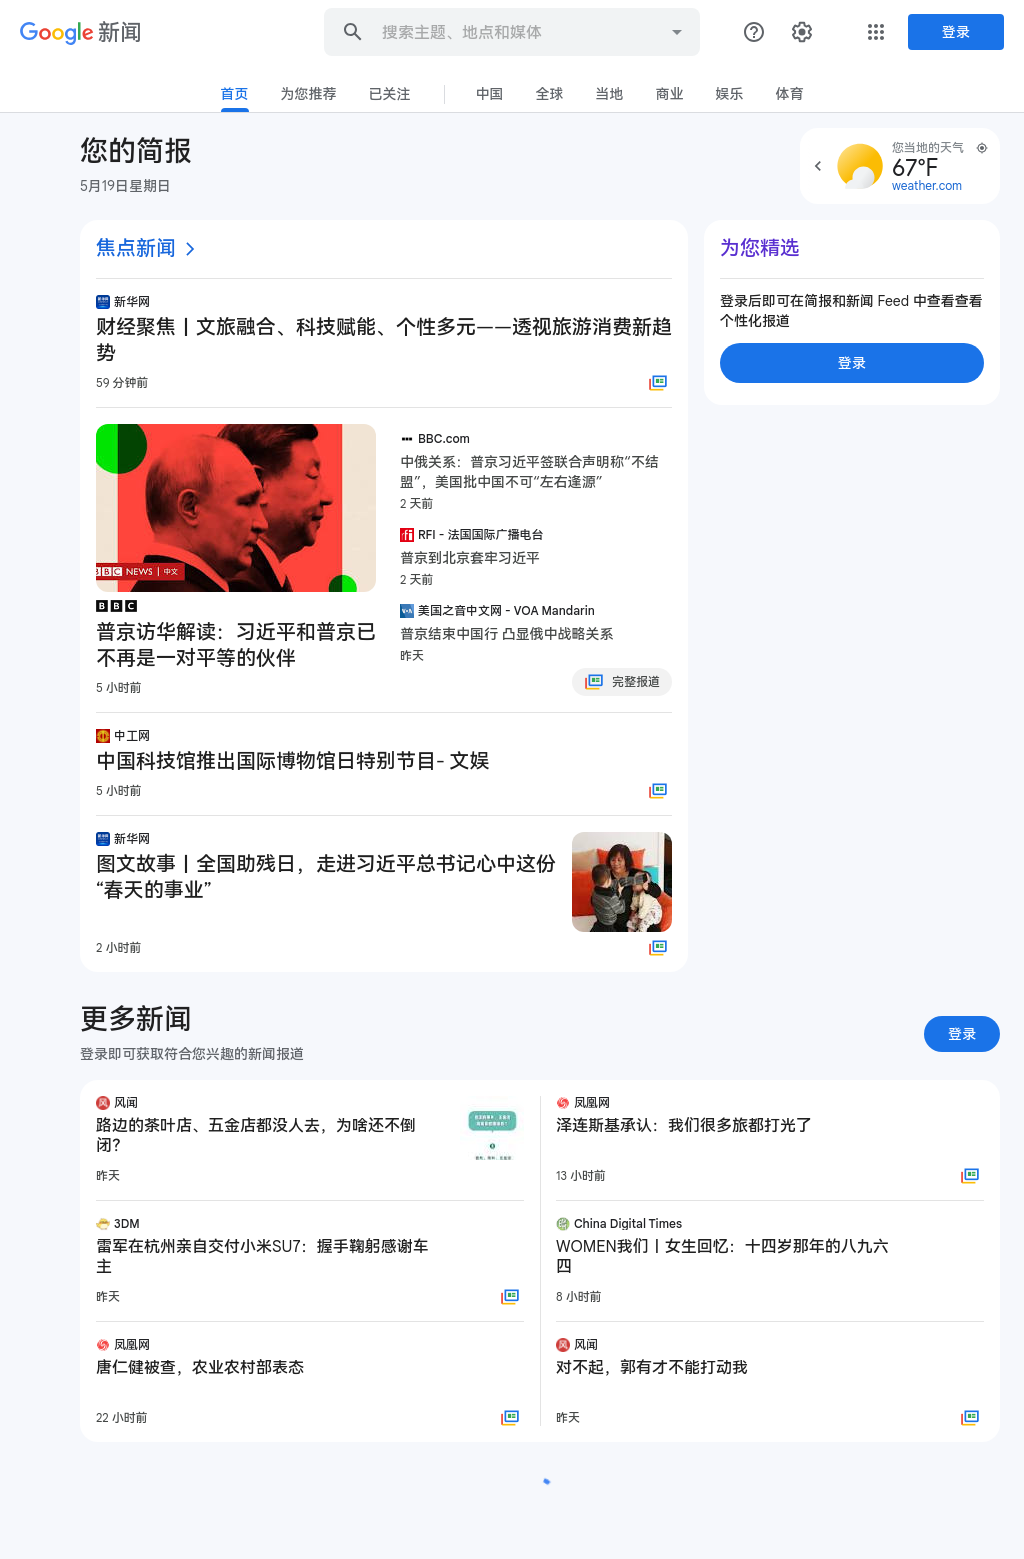 Google 新闻
搜索主题、地点和媒体
登录
首页
为您推荐
已关注
中国
全球
当地
商业
娱乐
体育
您的简报
5月19日星期日
您当地的天气
67°F
weather.com
焦点新闻
新华网
财经聚焦丨文旅融合、科技赋能、个性多元——透视旅游消费新趋
势
59 分钟前
为您精选
登录后即可在简报和新闻 Feed 中查看查看
个性化报道
登录
BBC NEWS | 中文
BBC
普京访华解读：习近平和普京已
不再是一对平等的伙伴
5 小时前
BBC.com
中俄关系：普京习近平签联合声明称“不结
盟”，美国批中国不可“左右逢源”
2 天前
RFI - 法国国际广播电台
普京到北京套牢习近平
2 天前
VOA
美国之音中文网 - VOA Mandarin
普京结束中国行 凸显俄中战略关系
昨天
完整报道
中工网
中国科技馆推出国际博物馆日特别节目- 文娱
5 小时前
新华网
图文故事丨全国助残日，走进习近平总书记心中这份
“春天的事业”
2 小时前
更多新闻
登录即可获取符合您兴趣的新闻报道
登录
风闻
路边的茶叶店、五金店都没人去，为啥还不倒
闭？
昨天
凤凰网
泽连斯基承认：我们很多旅都打光了
13 小时前
3DM
雷军在杭州亲自交付小米SU7：握手鞠躬感谢车
主
昨天
China Digital Times
WOMEN我们丨女生回忆：十四岁那年的八九六
四
8 小时前
凤凰网
唐仁健被查，农业农村部表态
22 小时前
风闻
对不起，郭有才不能打动我
昨天